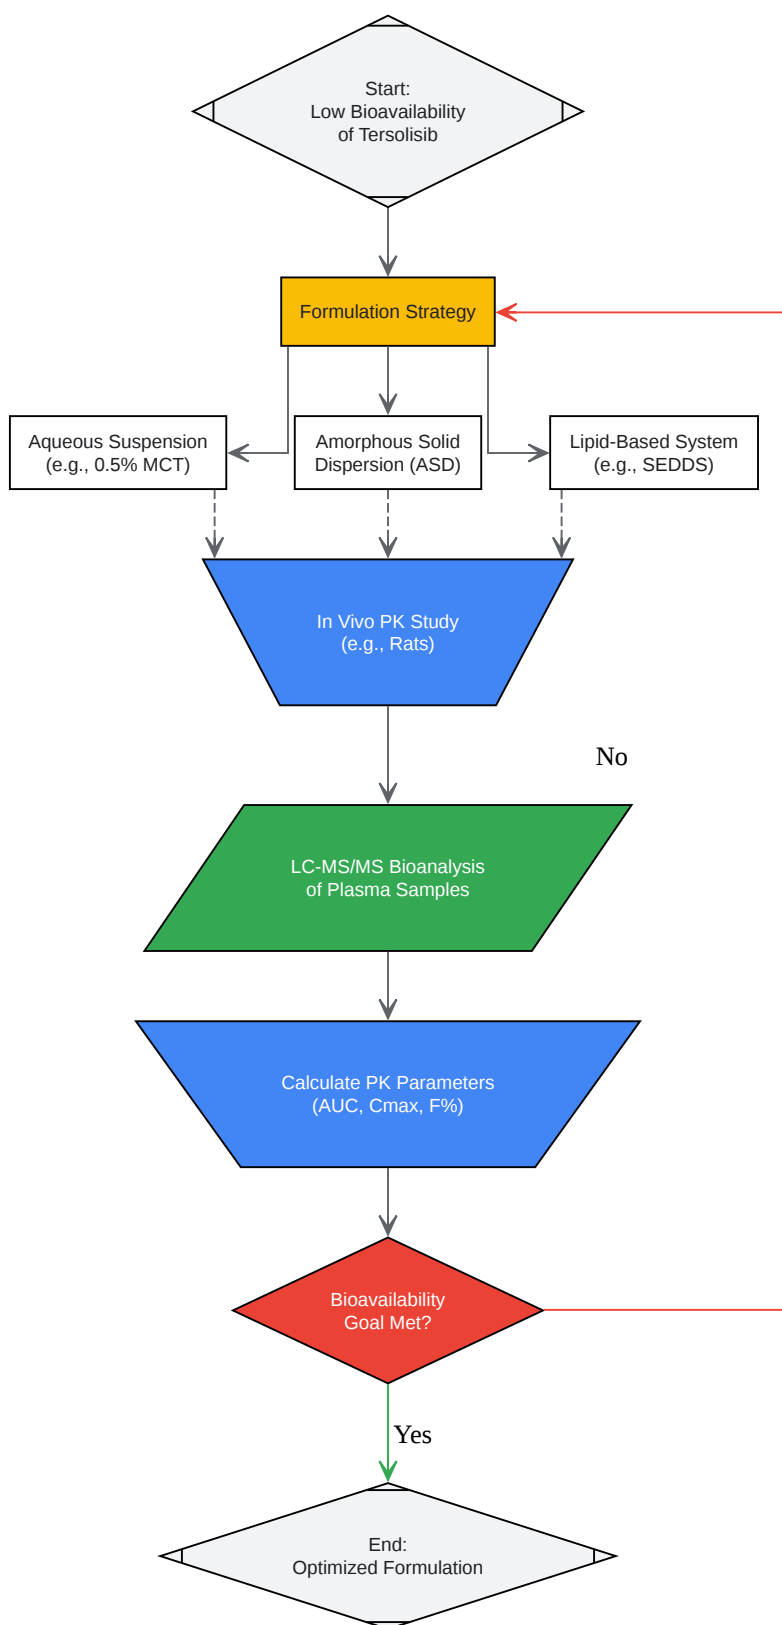 Start:
Low Bioavailability
of Tersolisib
Formulation Strategy
Aqueous Suspension
(e.g., 0.5% MCT)
Amorphous Solid
Dispersion (ASD)
Lipid-Based System
(e.g., SEDDS)
In Vivo PK Study
(e.g., Rats)
No
LC-MS/MS Bioanalysis
of Plasma Samples
Calculate PK Parameters
(AUC, Cmax, F%)
Bioavailability
Goal Met?
Yes
End:
Optimized Formulation